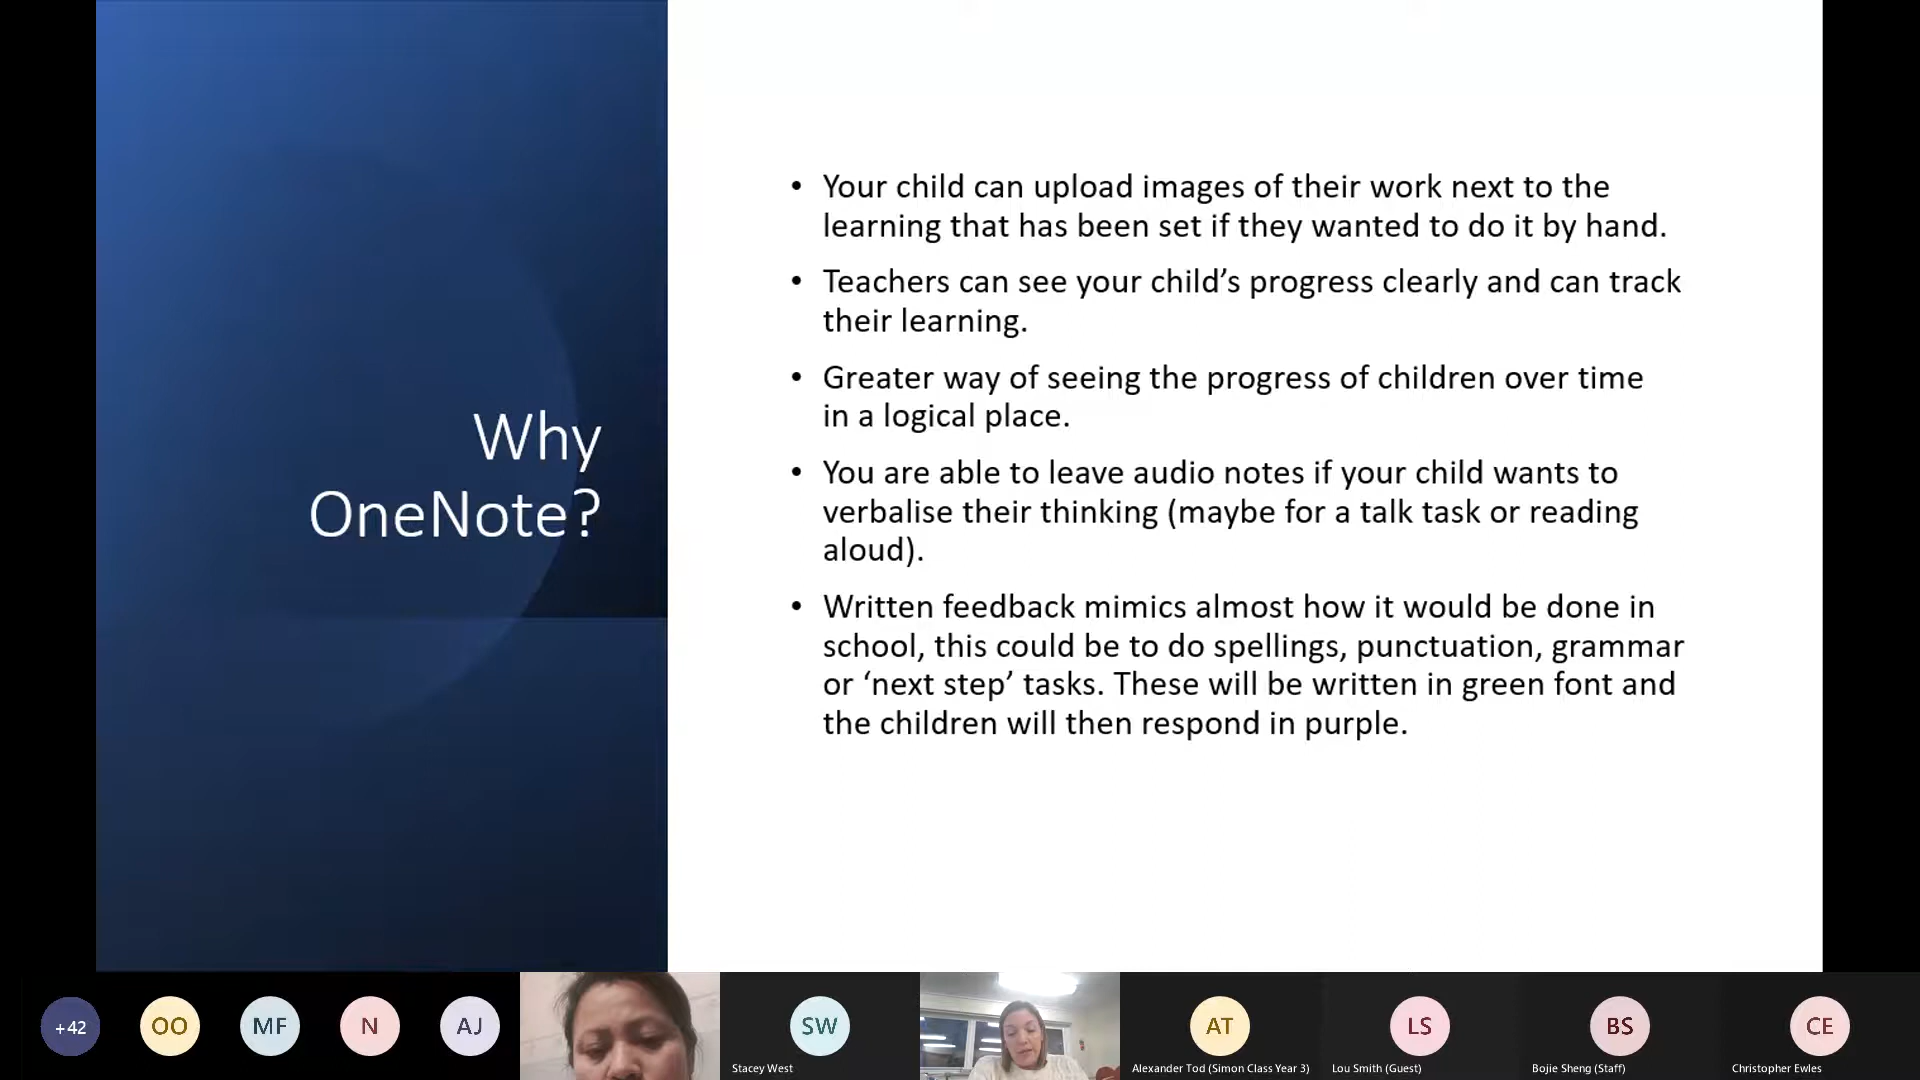 Why
OneNote?
• Your child can upload images of their work next to the
learning that has been set if they wanted to do it by hand.
• Teachers can see your child’s progress clearly and can track
their learning.
• Greater way of seeing the progress of children over time
in a logical place.
• You are able to leave audio notes if your child wants to
verbalise their thinking (maybe for a talk task or reading
aloud).
• Written feedback mimics almost how it would be done in
school, this could be to do spellings, punctuation, grammar
or ‘next step’ tasks. These will be written in green font and
the children will then respond in purple.
+42
OO
MF
N
AJ
SW
Stacey West
AT
Alexander Tod (Simon Class Year 3)
LS
Lou Smith (Guest)
BS
Bojie Sheng (Staff)
CE
Christopher Ewles